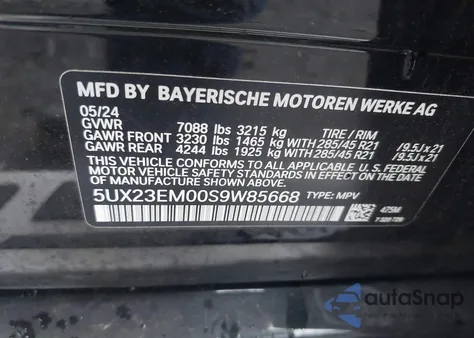 MFD BY BAYERISCHE MOTOREN WERKE AG
05/24
GVWR 7088 lbs 3215 kg TIRE / RIM
GAWR FRONT 3230 lbs 1465 kg WITH 285/45 R21 /9.5J x 21
GAWR REAR 4244 lbs 1925 kg WITH 285/45 R21 /9.5J x 21
THIS VEHICLE CONFORMS TO ALL APPLICABLE U.S. FEDERAL
MOTOR VEHICLE SAFETY STANDARDS IN EFFECT
ON THE DATE OF MANUFACTURE SHOWN ABOVE.
5UX23EM00S9W85668 TYPE: MPV
475M
autoSnap